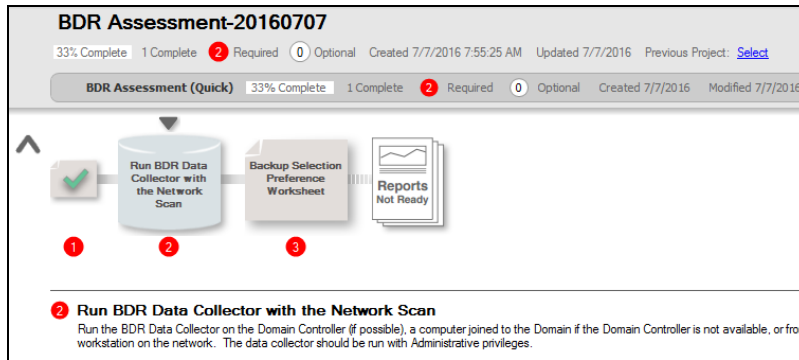 BDR Assessment-20160707
33% Complete 1 Complete 2 Required 0 Optional Created 7/7/2016 7:55:25 AM Updated 7/7/2016 Previous Project: Select
BDR Assessment (Quick) 33% Complete 1 Complete 2 Required 0 Optional Created 7/7/2016 Modified 7/7/2016
Run BDR Data
Collector with
the Network
Scan
Backup Selection
Preference
Worksheet
Reports
Not Ready
1
2
3
2 Run BDR Data Collector with the Network Scan
Run the BDR Data Collector on the Domain Controller (if possible), a computer joined to the Domain if the Domain Controller is not available, or fro
workstation on the network. The data collector should be run with Administrative privileges.